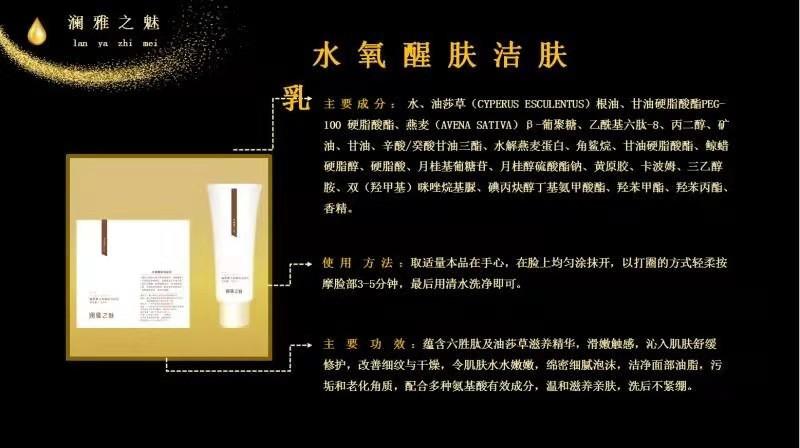 澜雅之魅
lan ya zhi mei
水氧醒肤洁肤
乳
主要成分：水、油莎草（CYPERUS ESCULENTUS）根油、甘油硬脂酸酯PEG-
100 硬脂酸酯、燕麦（AVENA SATIVA）β-葡聚糖、乙酰基六肽-8、丙二醇、矿
油、甘油、辛酸/癸酸甘油三酯、水解燕麦蛋白、角鲨烷、甘油硬脂酸酯、鲸蜡
硬脂醇、硬脂酸、月桂基葡糖苷、月桂醇硫酸酯钠、黄原胶、卡波姆、三乙醇
胺、双（羟甲基）咪唑烷基脲、碘丙炔醇丁基氨甲酸酯、羟苯甲酯、羟苯丙酯、
香精。
使用方法：取适量本品在手心，在脸上均匀涂抹开，以打圈的方式轻柔按
摩脸部3-5分钟，最后用清水洗净即可。
主要功效：蕴含六胜肽及油莎草滋养精华，滑嫩触感，沁入肌肤舒缓
修护，改善细纹与干燥，令肌肤水水嫩嫩，绵密细腻泡沫，洁净面部油脂，污
垢和老化角质，配合多种氨基酸有效成分，温和滋养亲肤，洗后不紧绷。
澜雅之魅